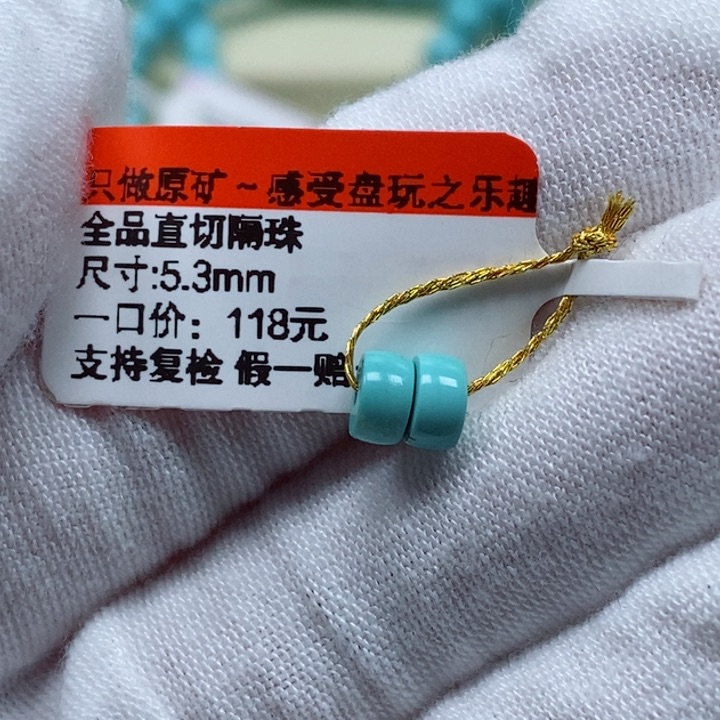 只做原矿~感受盘玩之乐趣
全品直切隔珠
尺寸:5.3mm
一口价：118元
支持复检 假一赔